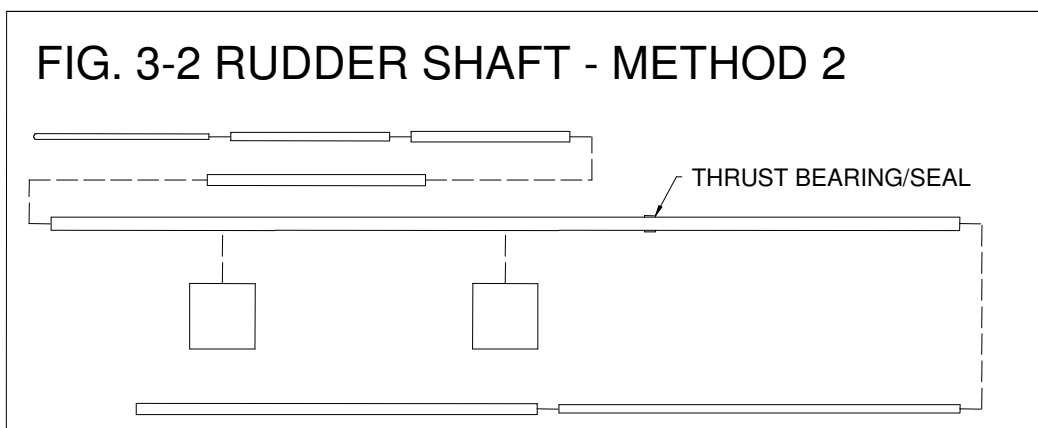 FIG. 3-2 RUDDER SHAFT - METHOD 2
THRUST BEARING/SEAL